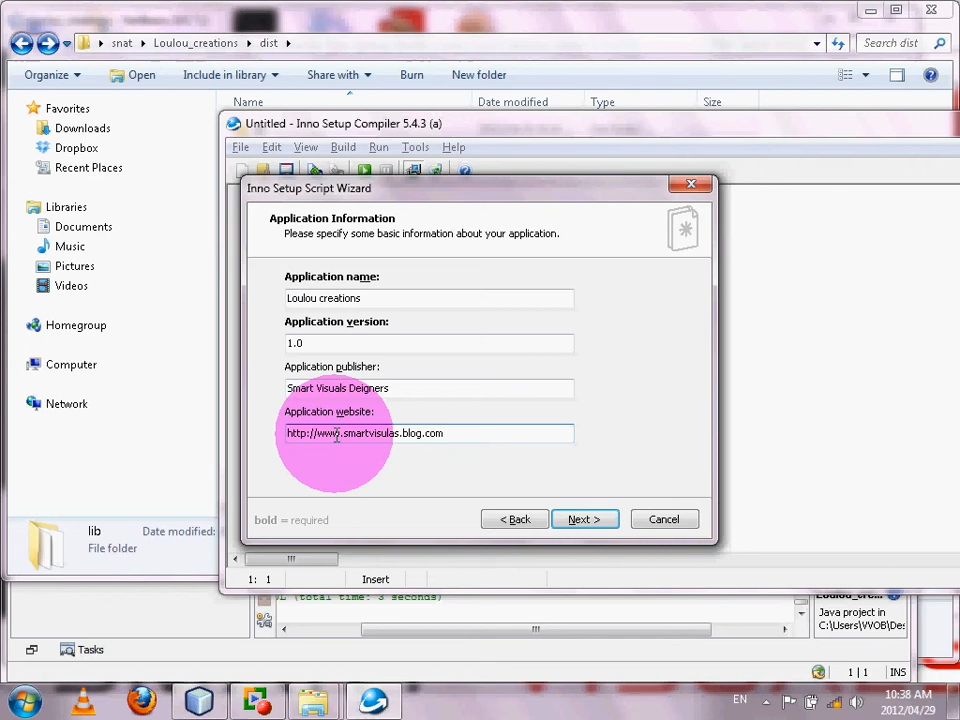 snat Loulou_creations dist
Search dist
Organize Open Include in library Share with Burn New folder
Favorites
Downloads
Dropbox
Recent Places
Libraries
Documents
Music
Pictures
Videos
Homegroup
Computer
Network
Name Date modified Type Size
Untitled - Inno Setup Compiler 5.4.3 (a)
File Edit View Build Run Tools Help
Inno Setup Script Wizard
Application Information
Please specify some basic information about your application.
Application name:
Loulou creations
Application version:
1.0
Application publisher:
Smart Visuals Deigners
Application website:
http://www.smartvisulas.blog.com
bold = required
< Back Next > Cancel
lib Date modified:
File folder
1: 1 Insert
(total time: 3 seconds)
Java project in
C:\Users\VVOB\Des
Tasks
1 | 1 INS
EN
10:38 AM
2012/04/29